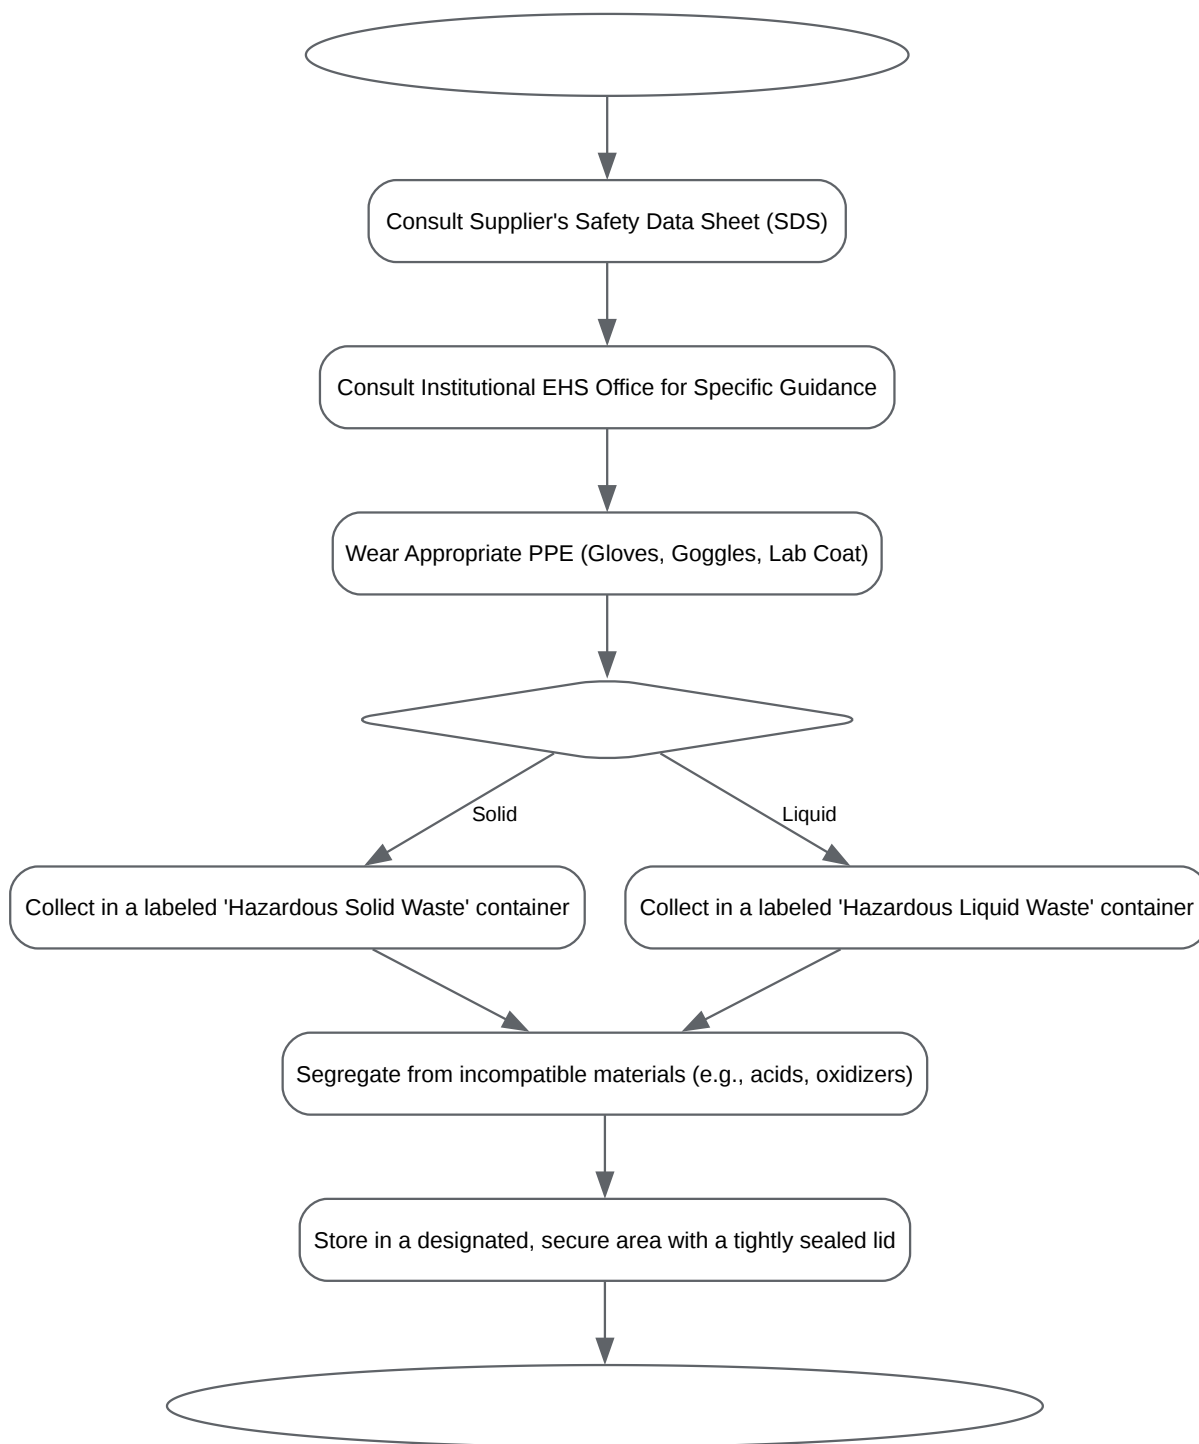 Consult Supplier's Safety Data Sheet (SDS)
Consult Institutional EHS Office for Specific Guidance
Wear Appropriate PPE (Gloves, Goggles, Lab Coat)
Solid
Liquid
Collect in a labeled 'Hazardous Solid Waste' container
Collect in a labeled 'Hazardous Liquid Waste' container
Segregate from incompatible materials (e.g., acids, oxidizers)
Store in a designated, secure area with a tightly sealed lid